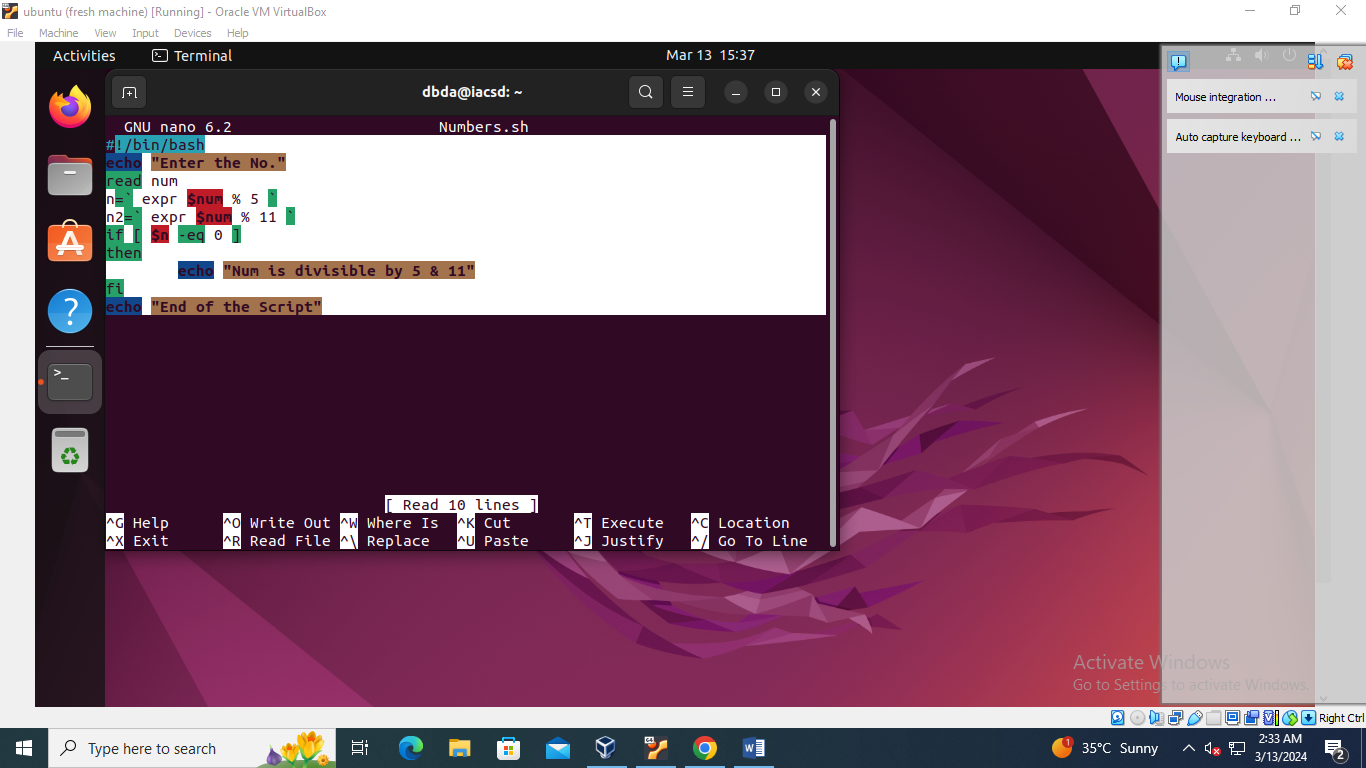 ubuntu (fresh machine) [Running] - Oracle VM VirtualBox
File Machine View Input Devices Help
Activities Terminal Mar 13 15:37
dbda@iacsd: ~
GNU nano 6.2 Numbers.sh
#!/bin/bash
echo "Enter the No."
read num
n=` expr $num % 5 `
n2=` expr $num % 11 `
if [ $n -eq 0 ]
then
echo "Num is divisible by 5 & 11"
fi
echo "End of the Script"
[ Read 10 lines ]
^G Help ^O Write Out ^W Where Is ^K Cut ^T Execute ^C Location
^X Exit ^R Read File ^\ Replace ^U Paste ^J Justify ^/ Go To Line
Mouse integration ...
Auto capture keyboard ...
Activate Windows
Go to Settings to activate Windows.
Right Ctrl
Type here to search
1 35°C Sunny
2:33 AM
3/13/2024
2